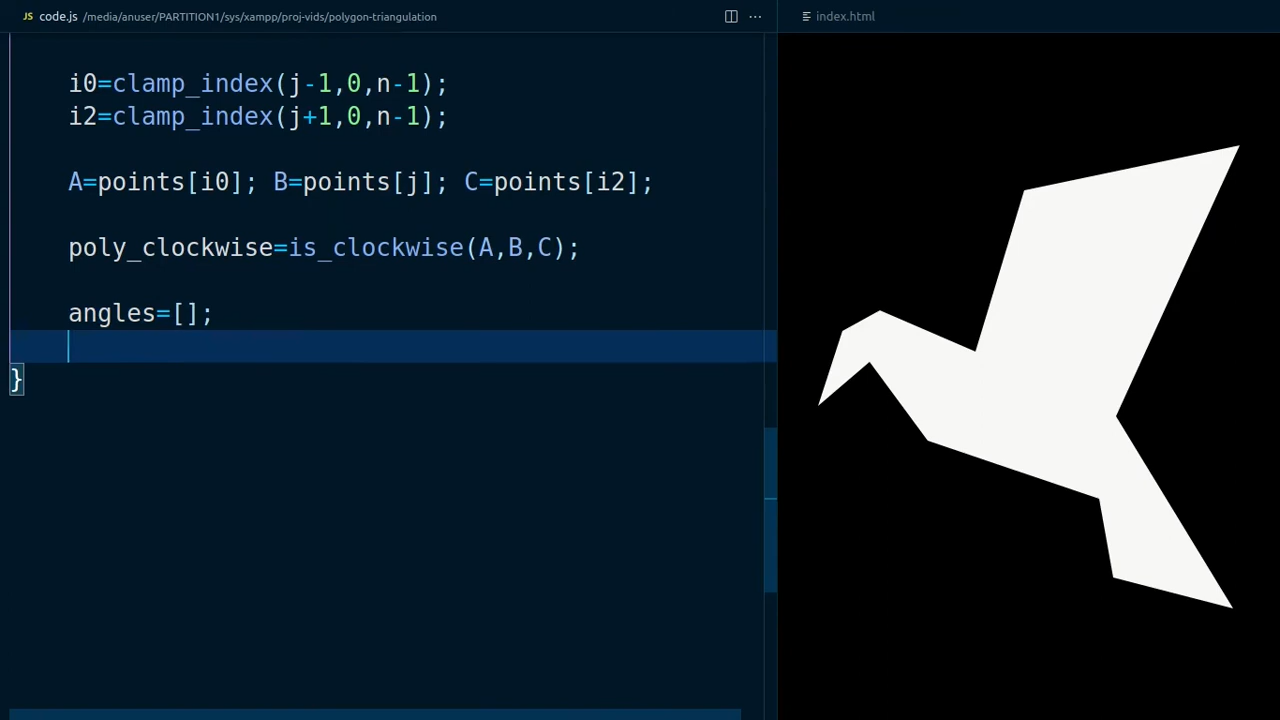 JS code.js /media/anuser/PARTITION1/sys/xampp/proj-vids/polygon-triangulation
index.html
i0=clamp_index(j-1,0,n-1);
i2=clamp_index(j+1,0,n-1);
A=points[i0]; B=points[j]; C=points[i2];
poly_clockwise=is_clockwise(A,B,C);
angles=[];
}